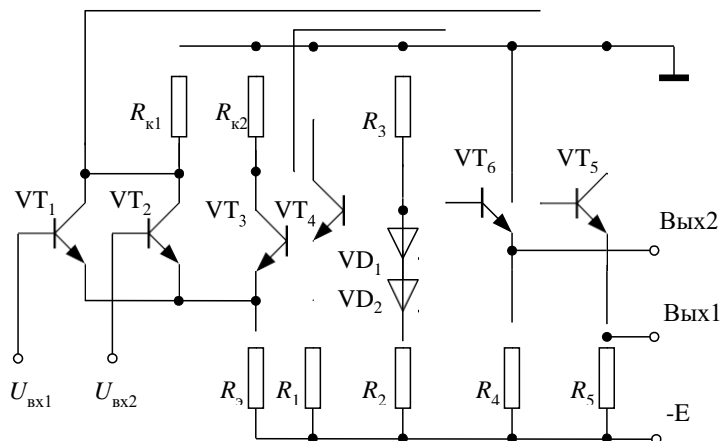 Rк1
Rк2
R3
VT6
VT5
VT1
VT2
VT3
VT4
Вых2
VD1
VD2
Вых1
Uвх1
Uвх2
Rэ
R1
R2
R4
R5
-E